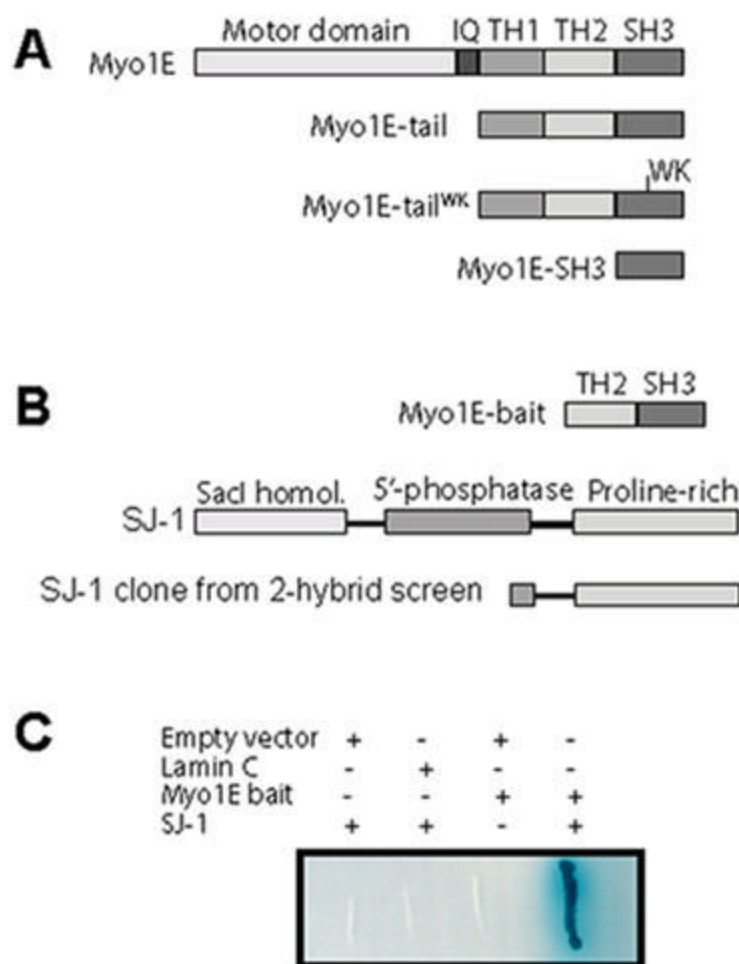 A
Motor domain IQ TH1 TH2 SH3
Myo1E
Myo1E-tail
WK
Myo1E-tailᵂᴷ
Myo1E-SH3
B
TH2 SH3
Myo1E-bait
SacI homol. 5'-phosphatase Proline-rich
SJ-1
SJ-1 clone from 2-hybrid screen
C
Empty vector + - + -
Lamin C - + - -
Myo1E bait - - + +
SJ-1 + + - +